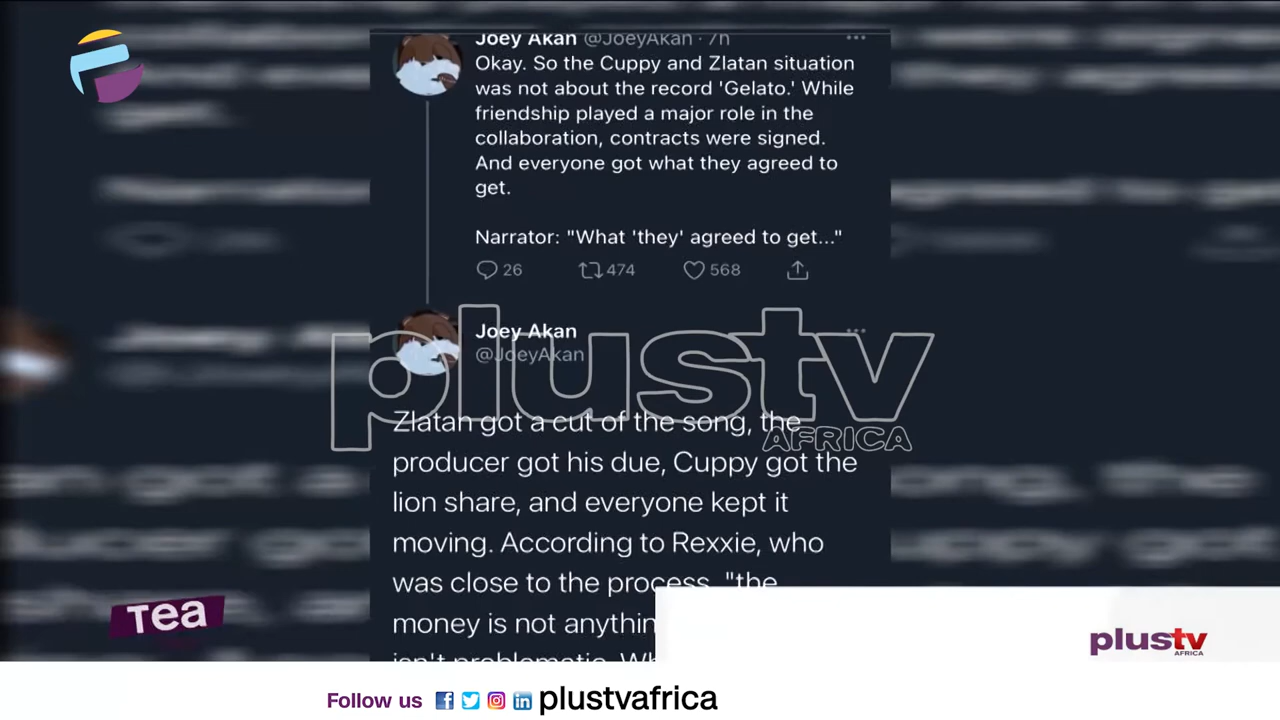 Joey Akan @JoeyAkan · 7h
Okay. So the Cuppy and Zlatan situation
was not about the record 'Gelato.' While
friendship played a major role in the
collaboration, contracts were signed.
And everyone got what they agreed to
get.
Narrator: "What 'they' agreed to get..."
26 474 568
Joey Akan
@JoeyAkan
plustv
AFRICA
Zlatan got a cut of the song, the
producer got his due, Cuppy got the
lion share, and everyone kept it
moving. According to Rexxie, who
was close to the process, "the
money is not anythin
isn't problematic. Wh
Tea
plustv
AFRICA
Follow us plustvafrica